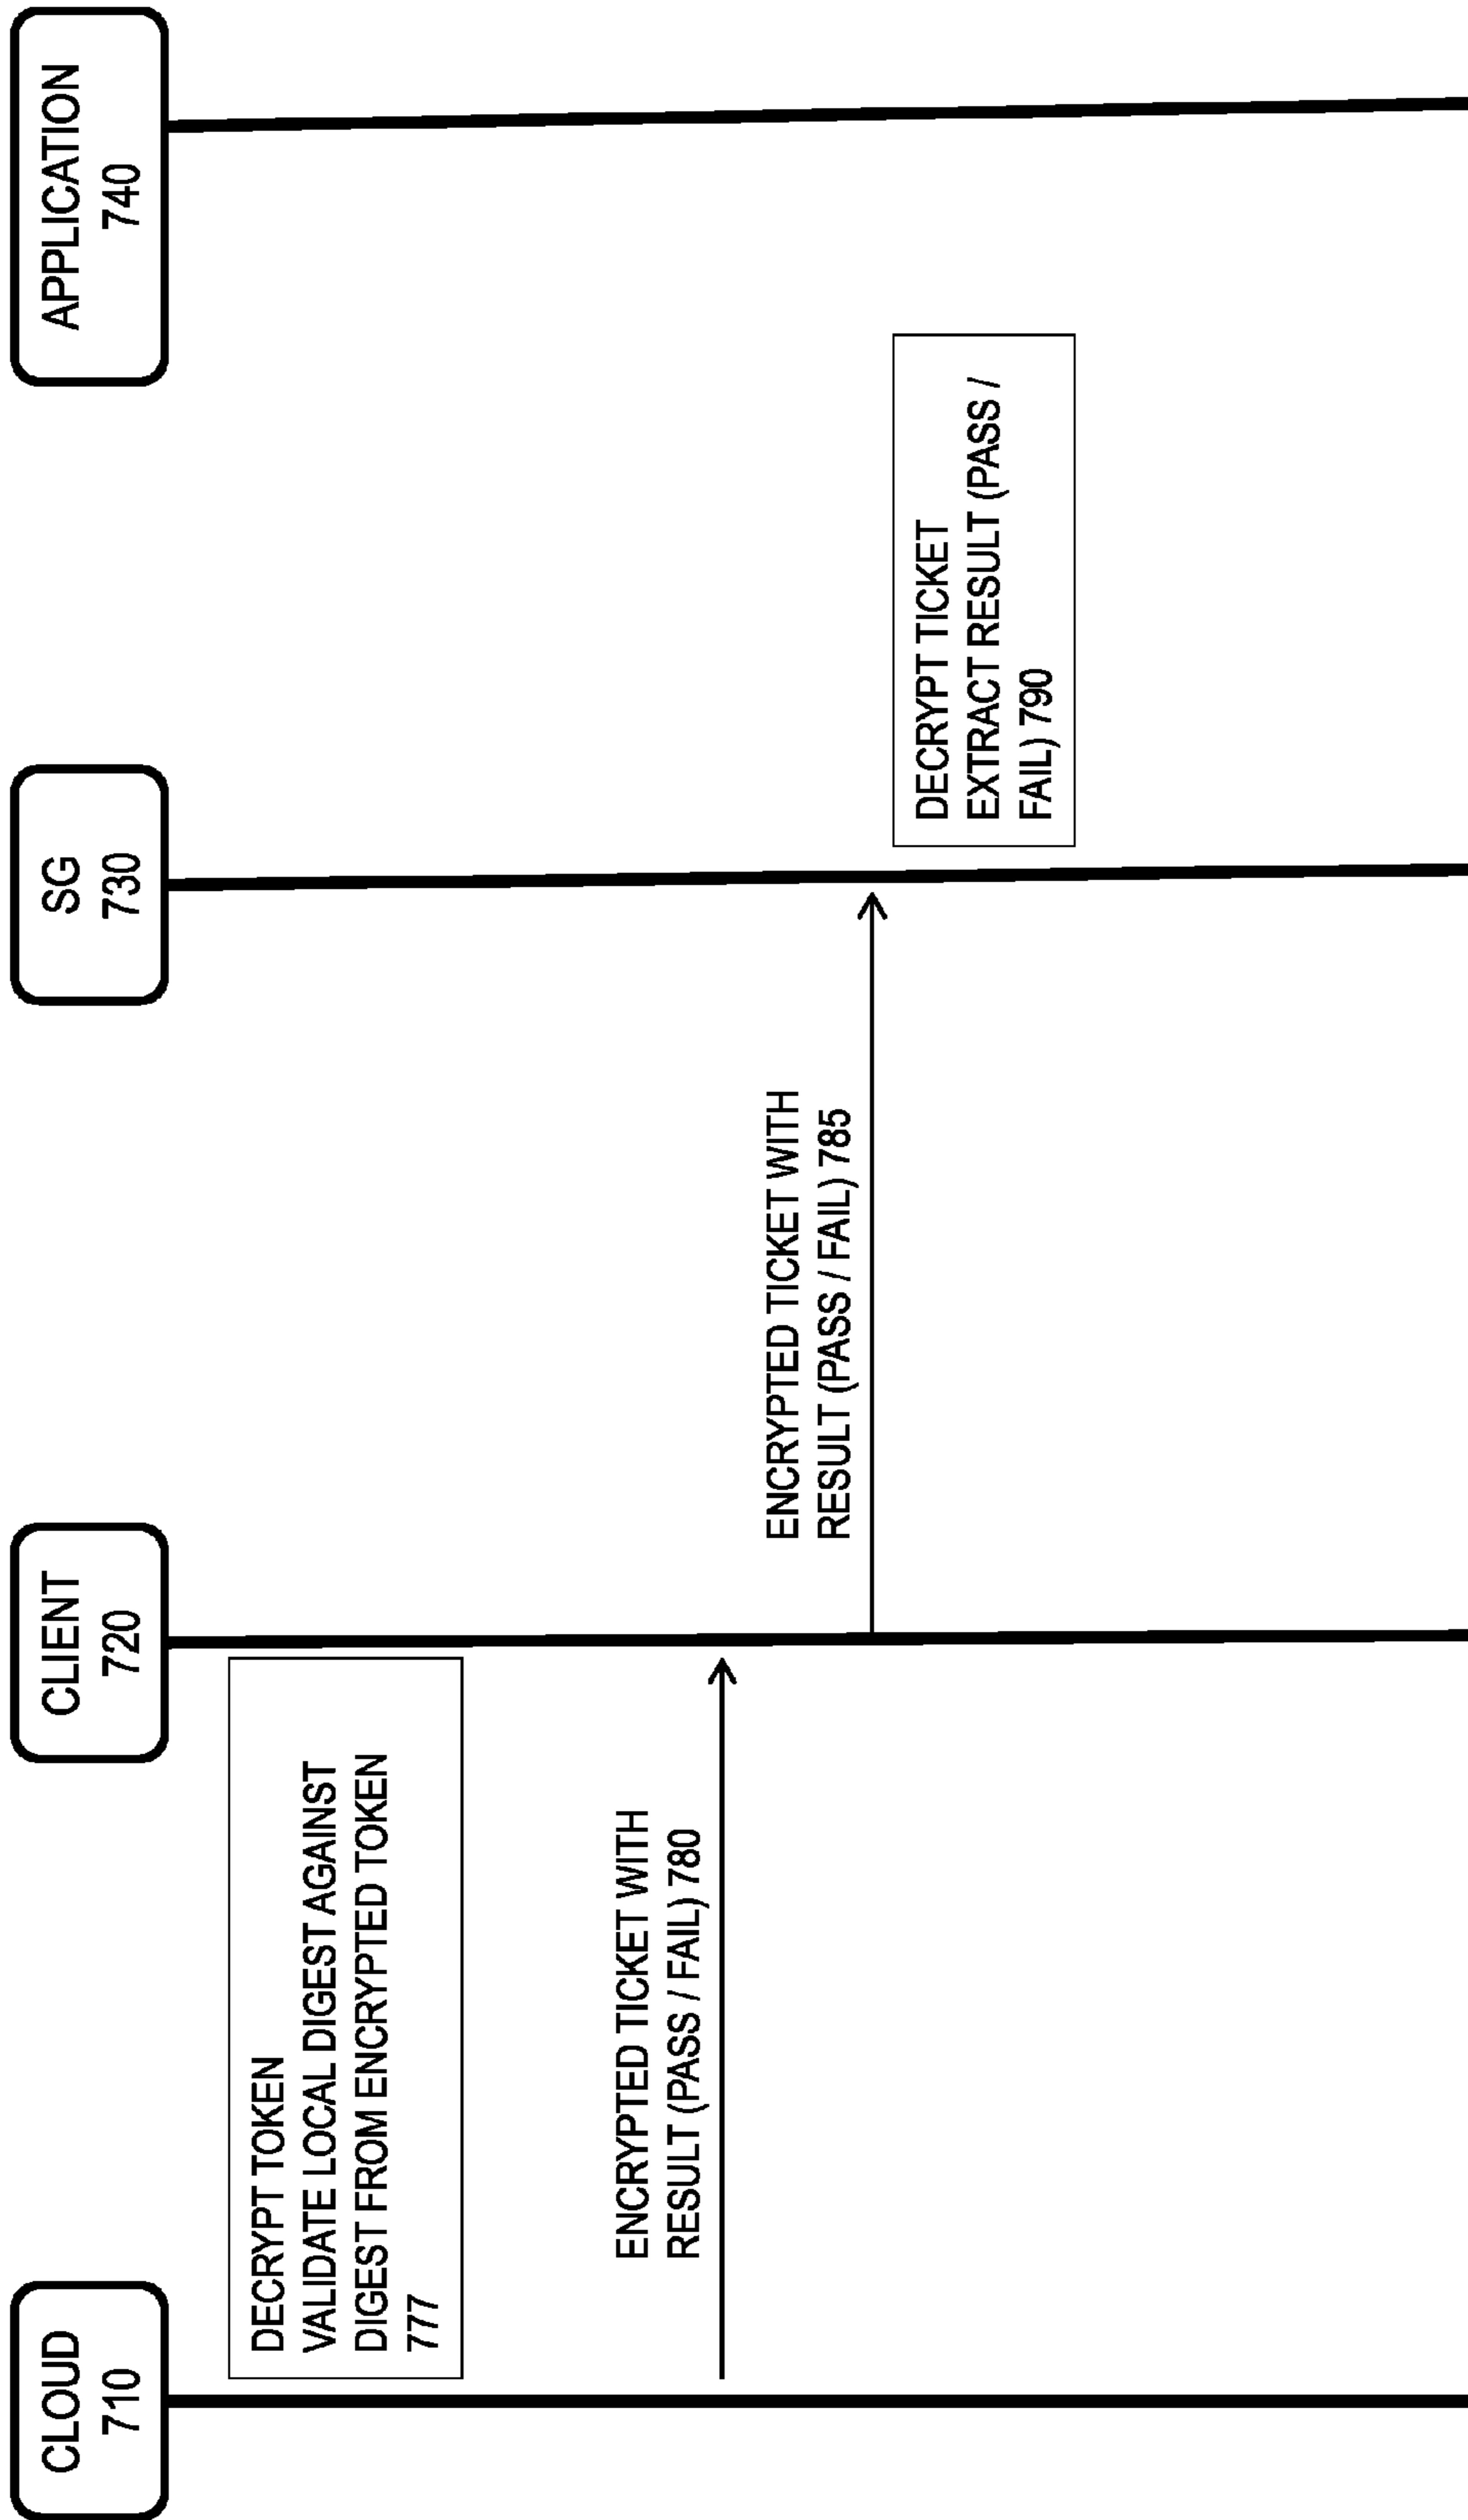 CLOUD
710
CLIENT
720
SG
730
APPLICATION
740
DECRYPT TOKEN
VALIDATE LOCAL DIGEST AGAINST
DIGEST FROM ENCRYPTED TOKEN
777
ENCRYPTED TICKET WITH
RESULT (PASS / FAIL) 780
ENCRYPTED TICKET WITH
RESULT (PASS / FAIL) 785
DECRYPT TICKET
EXTRACT RESULT (PASS /
FAIL) 790